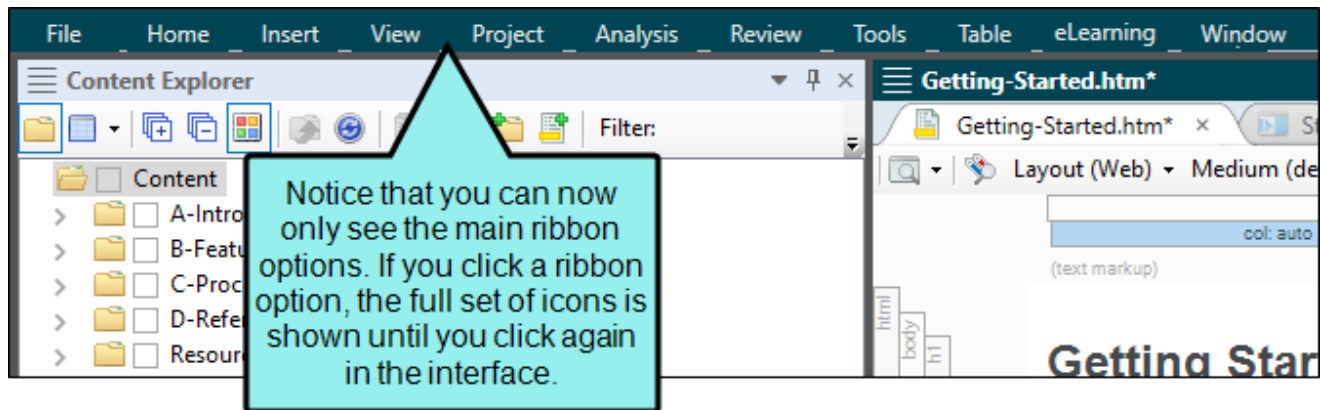 File Home Insert View Project Analysis Review Tools Table eLearning Window
Content Explorer
Getting-Started.htm*
Filter:
Getting-Started.htm*
Layout (Web) Medium
Content
A-Intro
B-Featu
C-Proc
D-Refe
Resour
Notice that you can now
only see the main ribbon
options. If you click a ribbon
option, the full set of icons is
shown until you click again
in the interface.
col: auto
(text markup)
html
body
h1
Getting Star